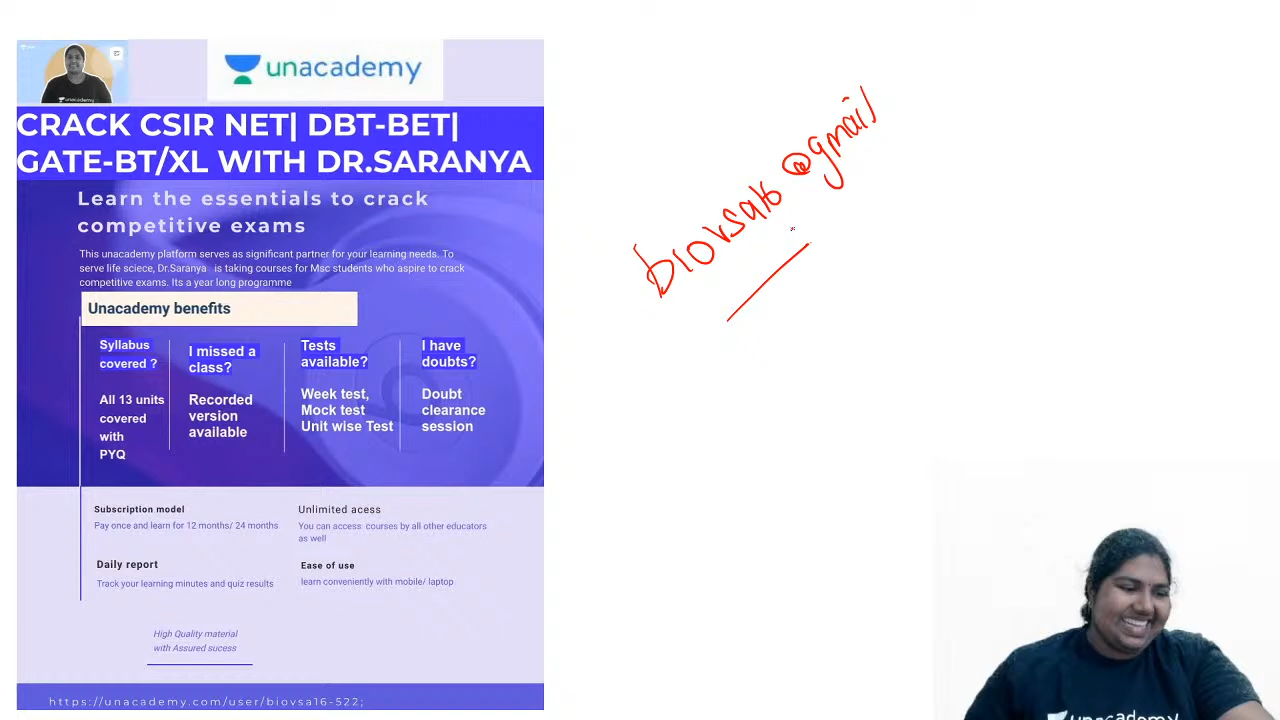 unacademy
CRACK CSIR NET| DBT-BET|
GATE-BT/XL WITH DR.SARANYA
Learn the essentials to crack
competitive exams
This unacademy platform serves as significant partner for your learning needs. To
serve life sciece, Dr.Saranya is taking courses for Msc students who aspire to crack
competitive exams. Its a year long programme
Unacademy benefits
Syllabus
covered ?
All 13 units
covered
with
PYQ
I missed a
class?
Recorded
version
available
Tests
available?
Week test,
Mock test
Unit wise Test
I have
doubts?
Doubt
clearance
session
Subscription model
Pay once and learn for 12 months/ 24 months
Unlimited acess
You can access courses by all other educators
as well
Daily report
Track your learning minutes and quiz results
Ease of use
learn conveniently with mobile/ laptop
High Quality material
with Assured sucess
https://unacademy.com/user/biovsa16-522;
biovsa16 @gmail
unacademy
unacademy